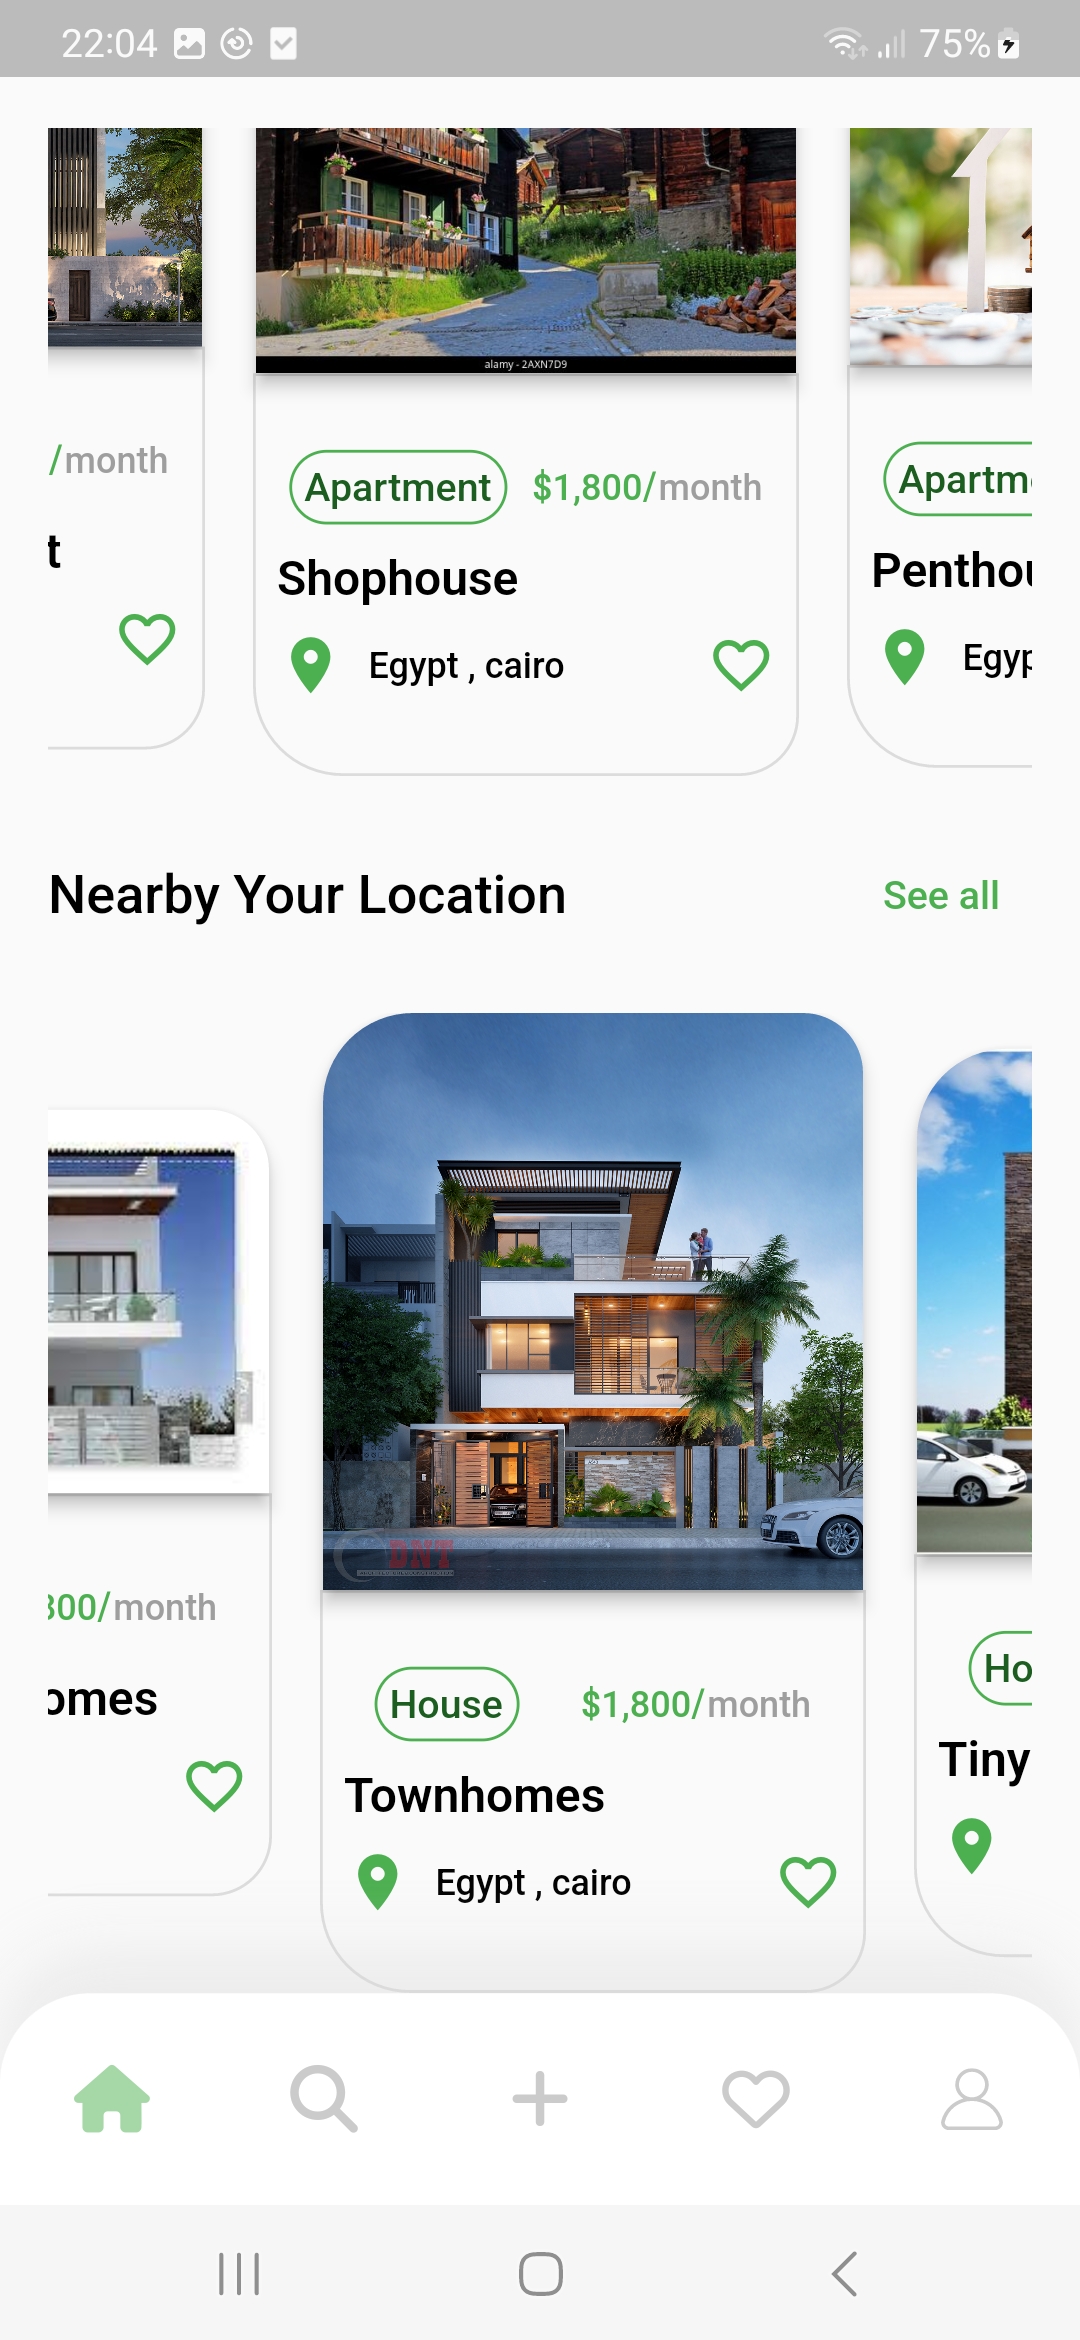 22:04 75%
alamy - 2AXN7D9
/month
Apartment $1,800/month
Apartm
t
Shophouse
Penthou
Egypt , cairo
Egyp
Nearby Your Location See all
DNT
300/month
House $1,800/month
Ho
omes
Townhomes
Tiny
Egypt , cairo